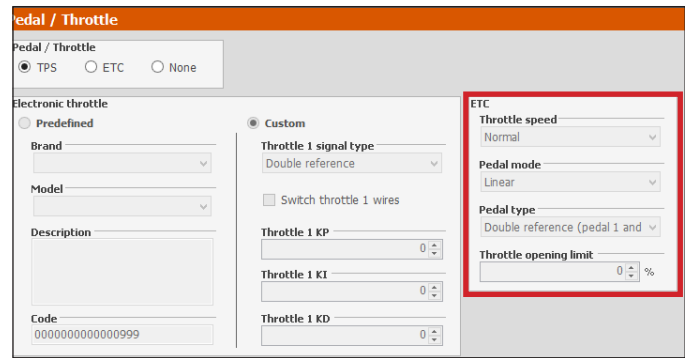 Pedal / Throttle
Pedal / Throttle
TPS ETC None
Electronic throttle
Predefined
Brand
Model
Description
Code
0000000000000999
Custom
Throttle 1 signal type
Double reference
Switch throttle 1 wires
Throttle 1 KP
0
Throttle 1 KI
0
Throttle 1 KD
0
ETC
Throttle speed
Normal
Pedal mode
Linear
Pedal type
Double reference (pedal 1 and
Throttle opening limit
0 %